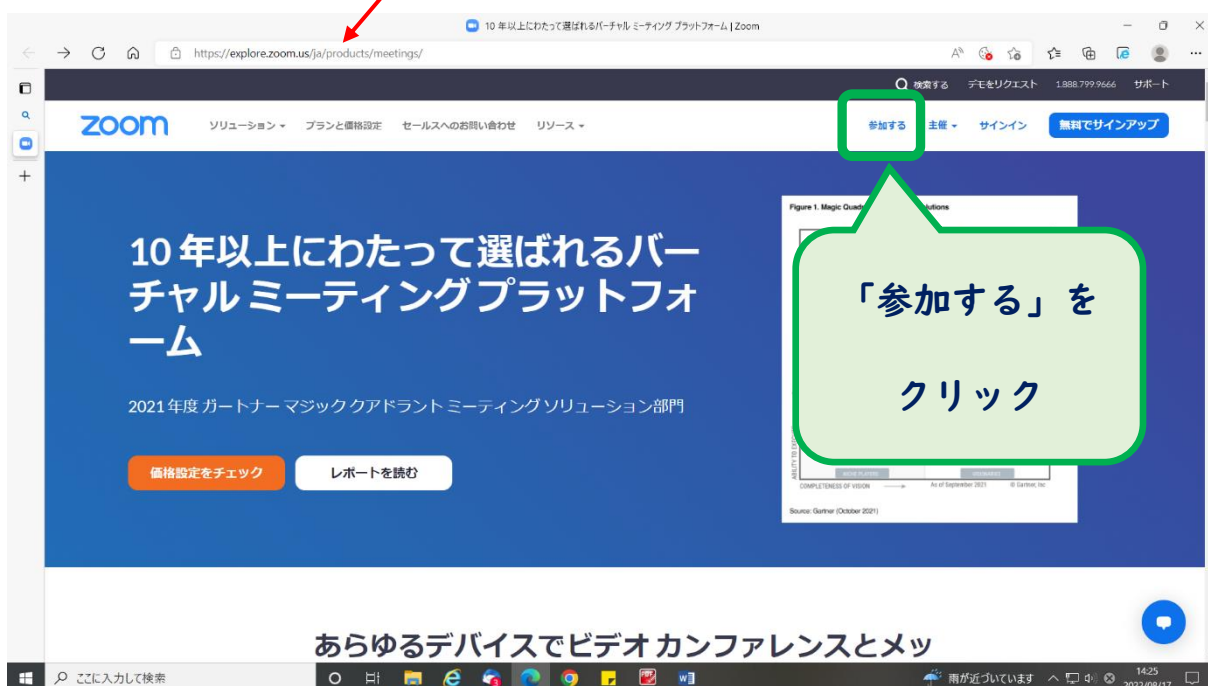 10 年以上にわたって選ばれるバーチャル ミーティング プラットフォーム | Zoom
https://explore.zoom.us/ja/products/meetings/
検索する デモをリクエスト 1.888.799.9666 サポート
zoom ソリューション プランと価格設定 セールスへのお問い合わせ リソース 参加する 主催 サインイン 無料でサインアップ
Figure 1. Magic
10 年以上にわたって選ばれるバー
チャル ミーティング プラットフォ
ーム
2021 年度 ガートナー マジック クアドラント ミーティング ソリューション部門
価格設定をチェック レポートを読む
「参加する」を
クリック
COMPLETENESS OF VISION As of September 2021 © Gartner, Inc
Source: Gartner (October 2021)
あらゆるデバイスでビデオ カンファレンスとメッ
ここに入力して検索 雨が近づいています 14:25
2022/08/17